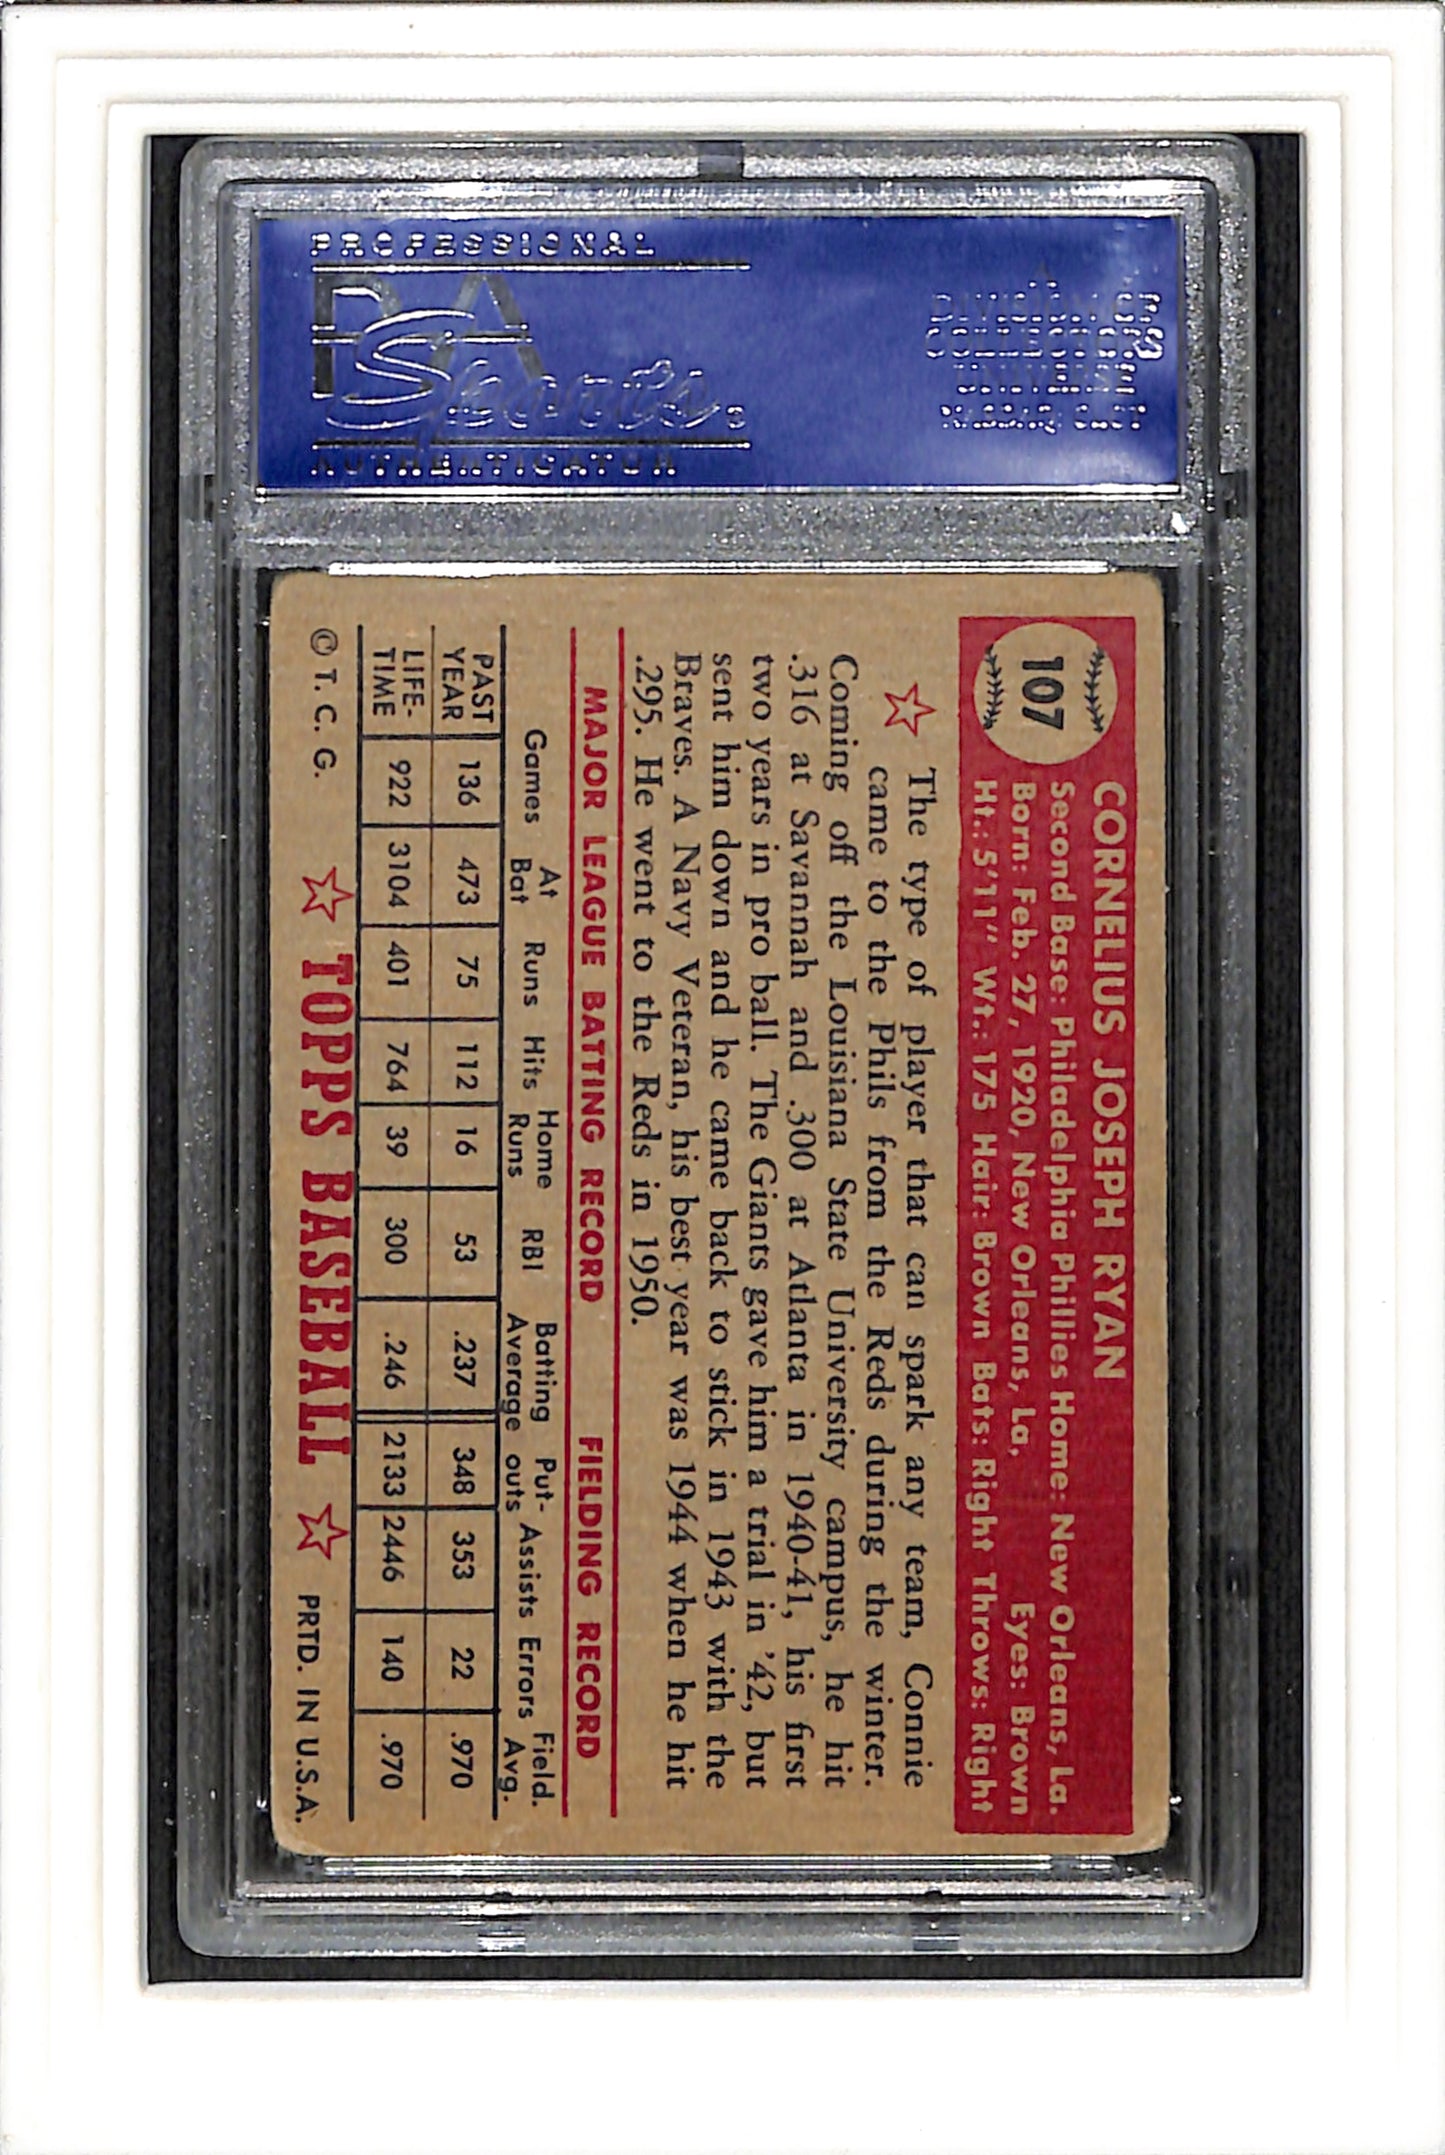 PROFESSIONAL
PSA
Sports®
AUTHENTICATOR
DIVISION OF
COLLECTORS
UNIVERSE
NASDAQ: CLCT
107
CORNELIUS JOSEPH RYAN
Second Base: Philadelphia Phillies Home: New Orleans, La.
Born: Feb. 27, 1920, New Orleans, La, Eyes: Brown
Ht.: 5'11" Wt.: 175 Hair: Brown Bats: Right Throws: Right
The type of player that can spark any team, Connie
came to the Phils from the Reds during the winter.
Coming off the Louisiana State University campus, he hit
.316 at Savannah and .300 at Atlanta in 1940-41, his first
two years in pro ball. The Giants gave him a trial in '42, but
sent him down and he came back to stick in 1943 with the
Braves. A Navy Veteran, his best year was 1944 when he hit
.295. He went to the Reds in 1950.
MAJOR LEAGUE BATTING RECORD FIELDING RECORD
Games At Bat Runs Hits Home Runs RBI Batting Average Put-outs Assists Errors Field. Avg.
PAST YEAR 136 473 75 112 16 53 .237 348 353 22 .970
LIFE-TIME 922 3104 401 764 39 300 .246 2133 2446 140 .970
© T. C. G. TOPPS BASEBALL PRTD. IN U.S.A.